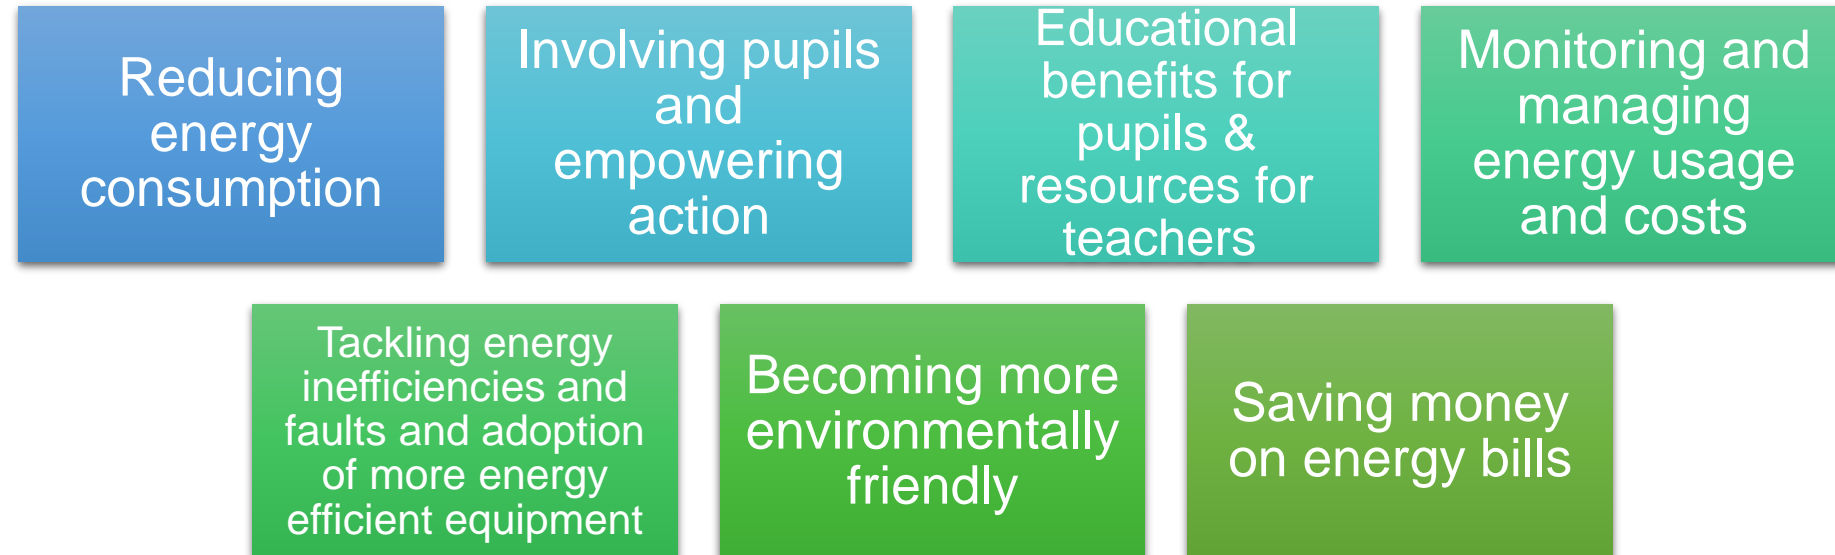 Reducing
energy
consumption
Involving pupils
and
empowering
action
Educational
benefits for
pupils &
resources for
teachers
Monitoring and
managing
energy usage
and costs
Tackling energy
inefficiencies and
faults and adoption
of more energy
efficient equipment
Becoming more
environmentally
friendly
Saving money
on energy bills